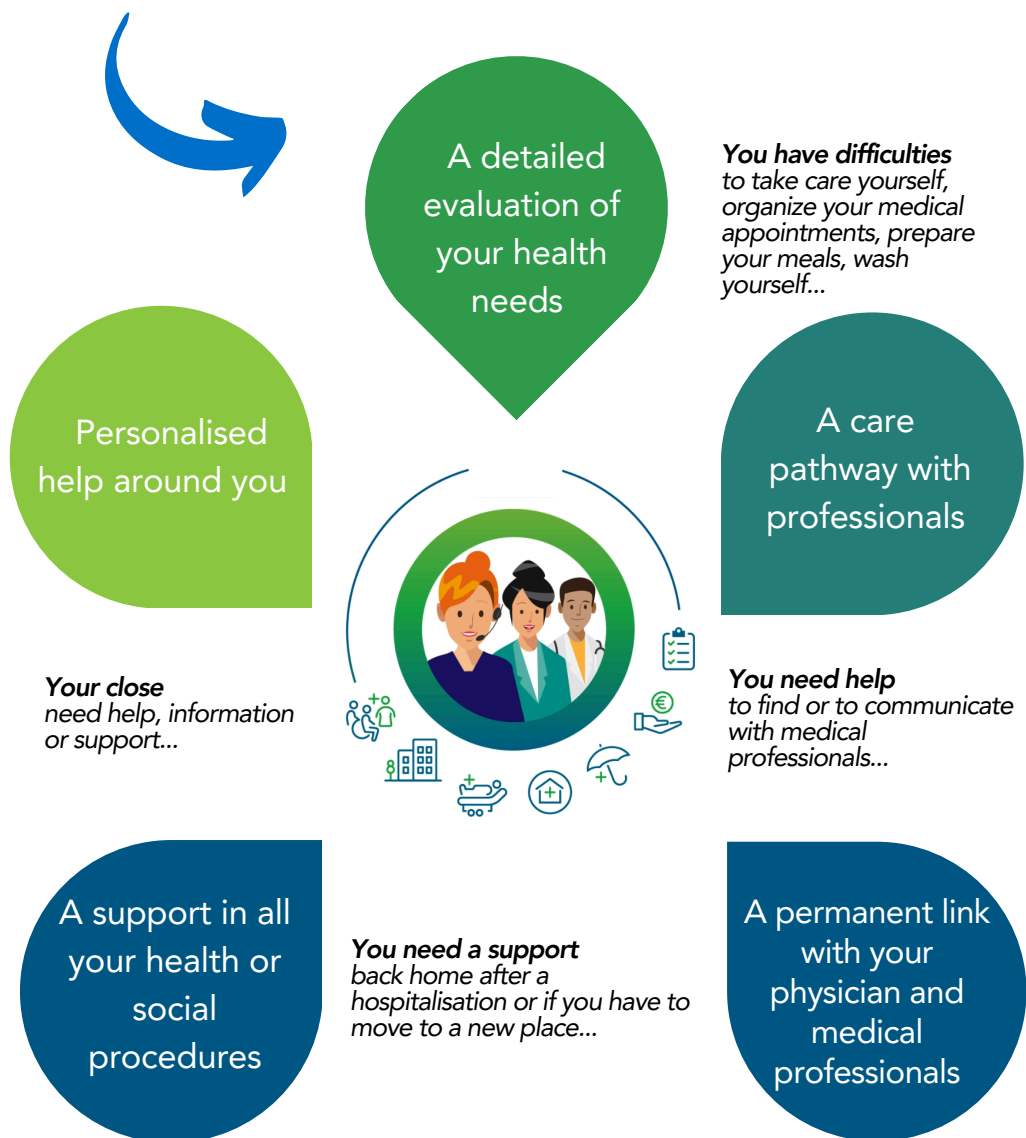 A detailed
evaluation of
your health
needs
You have difficulties
to take care yourself,
organize your medical
appointments, prepare
your meals, wash
yourself...
Personalised
help around you
A care
pathway with
professionals
Your close
need help, information
or support...
You need help
to find or to communicate
with medical
professionals...
A support in all
your health or
social
procedures
You need a support
back home after a
hospitalisation or if you have to
move to a new place...
A permanent link
with your
physician and
medical
professionals